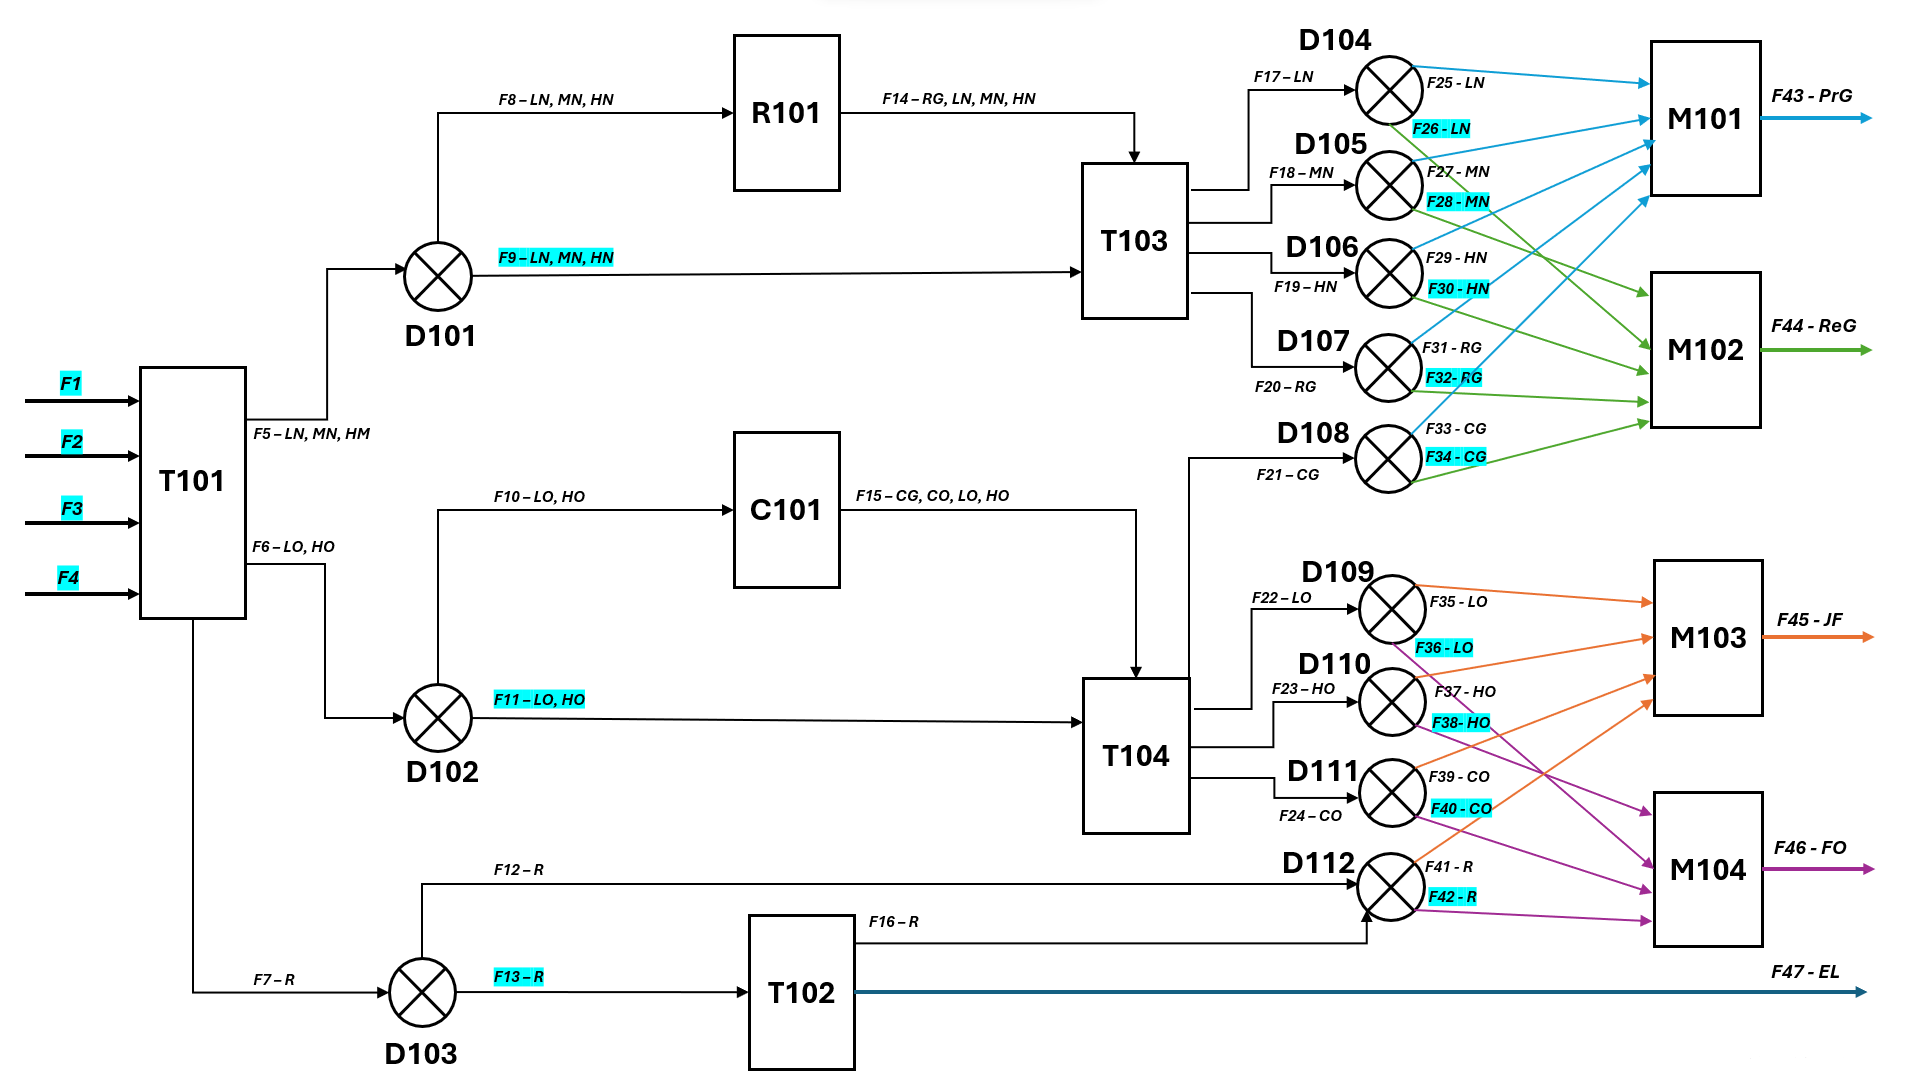 D104
F17 – LN
F25 - LN
F43 - PrG
F8 – LN, MN, HN
R101
F14 – RG, LN, MN, HN
M101
F26 - LN
D105
F18 – MN
F27 - MN
F28 - MN
T103
D106
F9 – LN, MN, HN
F29 - HN
F19 – HN
F30 - HN
D101
D107
F44 - ReG
F31 - RG
M102
F32- RG
F20 – RG
F1
F5 – LN, MN, HM
D108
F33 - CG
F2
F34 - CG
F21 – CG
T101
F10 – LO, HO
C101
F15 – CG, CO, LO, HO
F3
F6 – LO, HO
F4
D109
F22 – LO
F35 - LO
F45 - JF
M103
F36 - LO
D110
F23 – HO
F37 - HO
F11 – LO, HO
F38- HO
T104
D102
D111
F39 - CO
F40 - CO
F24 – CO
F46 - FO
D112
F12 – R
F41 - R
M104
F42 - R
F16 – R
F7 – R
F13 – R
T102
F47 - EL
D103